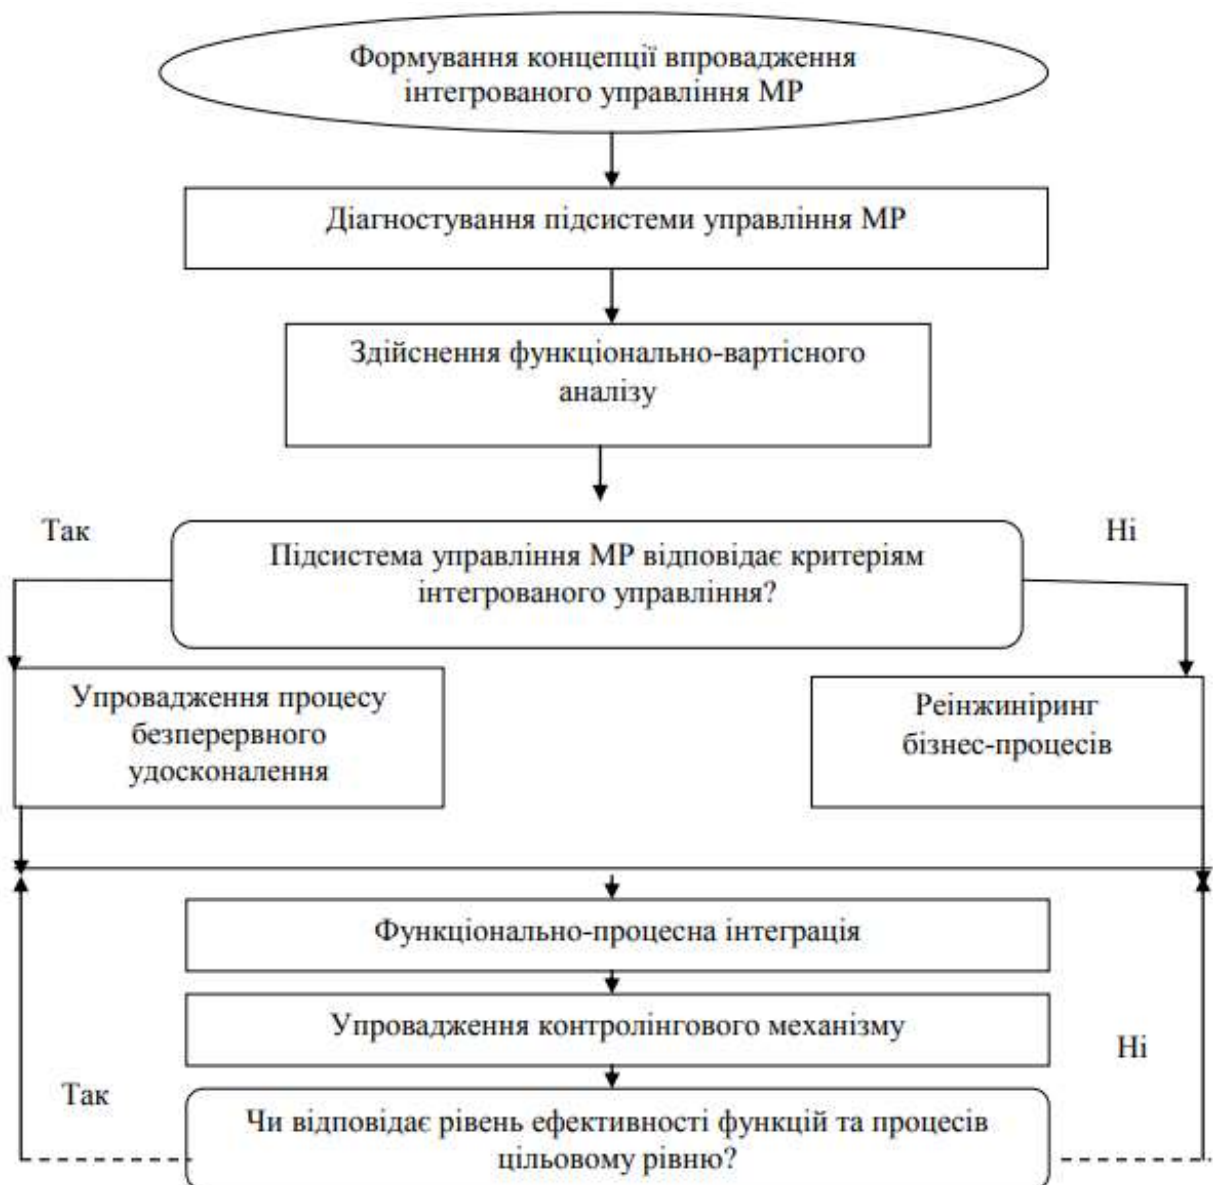 Формування концепції впровадження
інтегрованого управління МР
Діагностування підсистеми управління МР
Здійснення функціонально-вартісного
аналізу
Так
Ні
Підсистема управління МР відповідає критеріям
інтегрованого управління?
Упровадження процесу
безперервного
удосконалення
Реінжиніринг
бізнес-процесів
Функціонально-процесна інтеграція
Упровадження контролінгового механізму
Ні
Так
Чи відповідає рівень ефективності функцій та процесів
цільовому рівню?